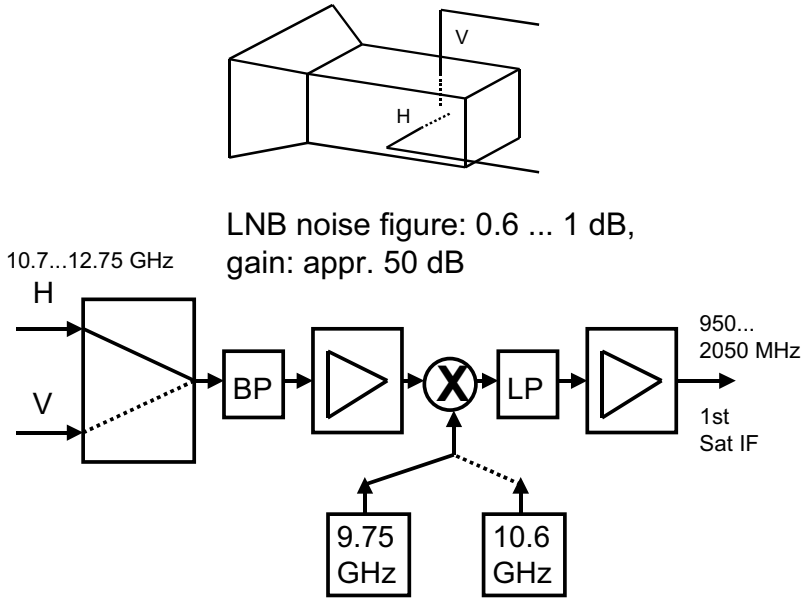 V
H
LNB noise figure: 0.6 ... 1 dB,
gain: appr. 50 dB
10.7...12.75 GHz
H
V
BP
X
LP
950...
2050 MHz
1st
Sat IF
9.75
GHz
10.6
GHz